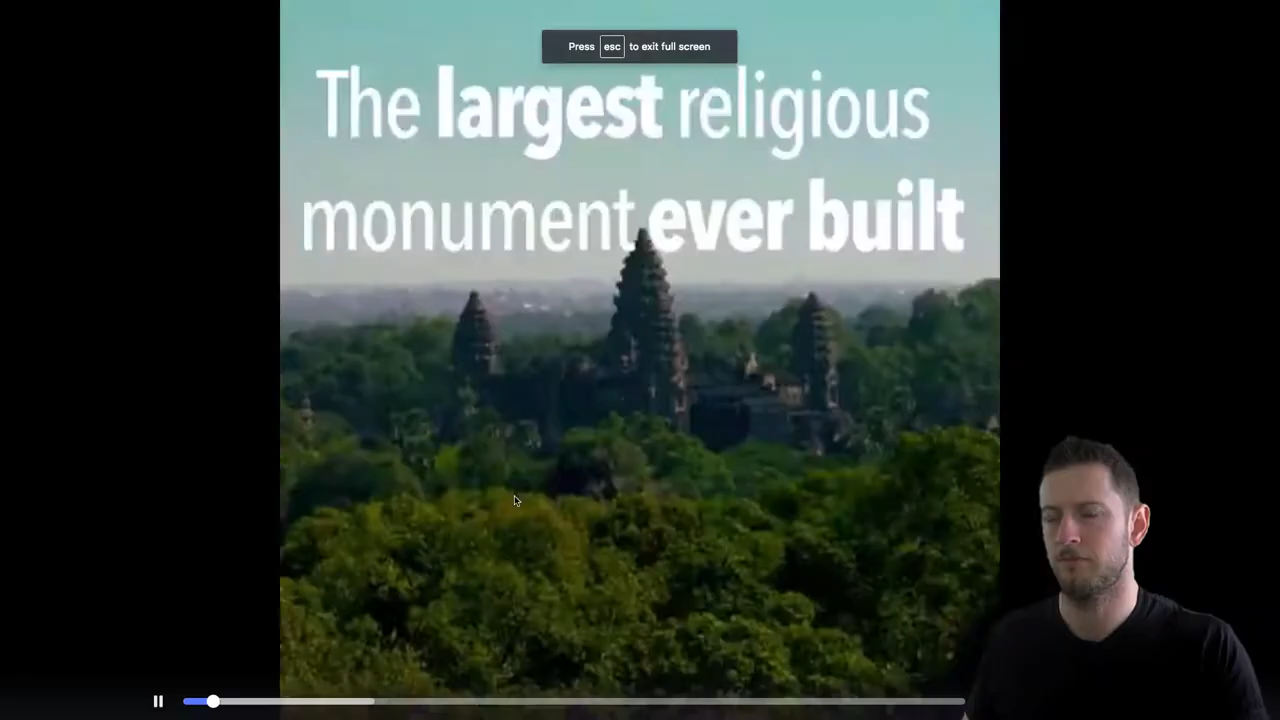 Press esc to exit full screen
The largest religious
monument ever built